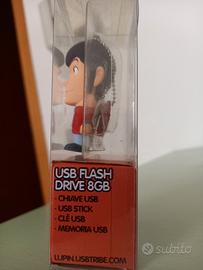 USB FLASH
DRIVE 8GB
- CHIAVE USB
- USB STICK
- CLÉ USB
- MEMORIA USB
LUPIN.USBTRIBE.COM
subito